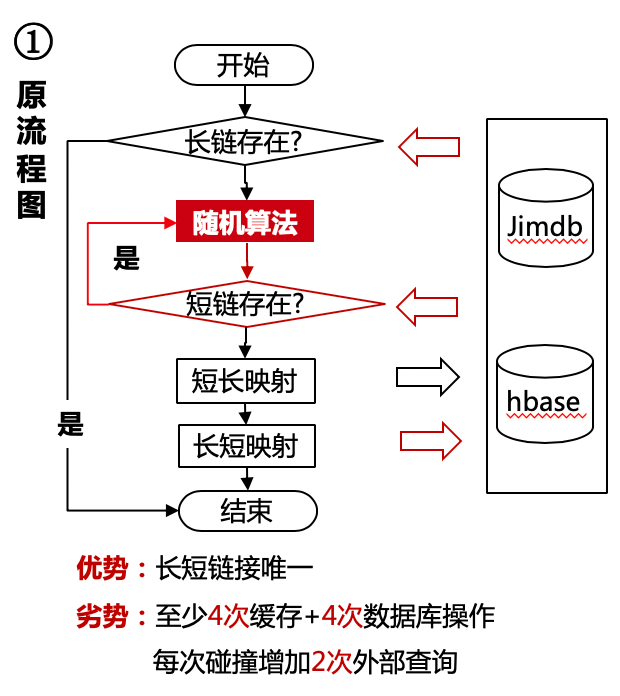 ①
原流程图
开始
长链存在?
随机算法
是
短链存在?
短长映射
是
长短映射
结束
Jimdb
hbase
优势：长短链接唯一
劣势：至少4次缓存+4次数据库操作
每次碰撞增加2次外部查询